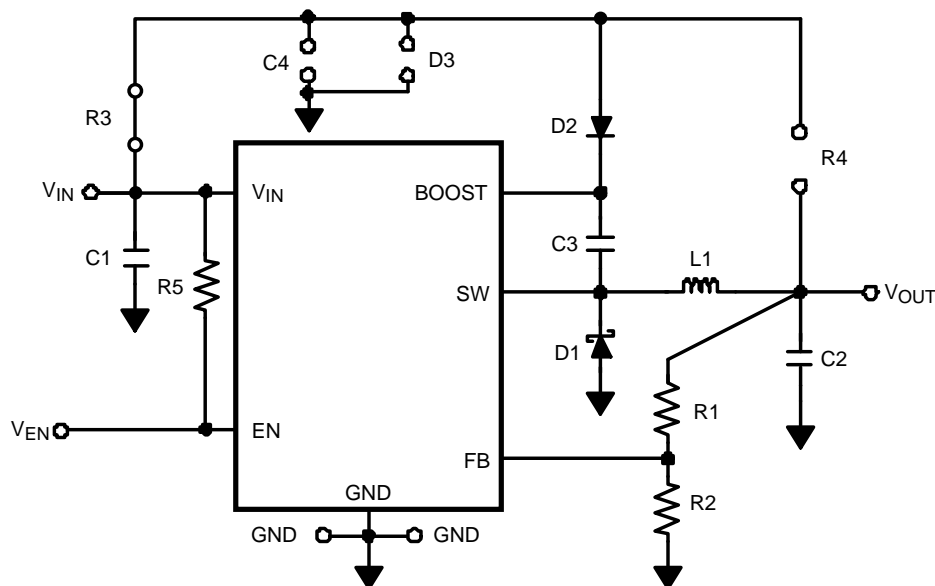 C4
D3
R3
D2
R4
VIN
VIN
BOOST
C3
C1
R5
L1
SW
VOUT
D1
C2
R1
VEN
EN
FB
GND
R2
GND
GND